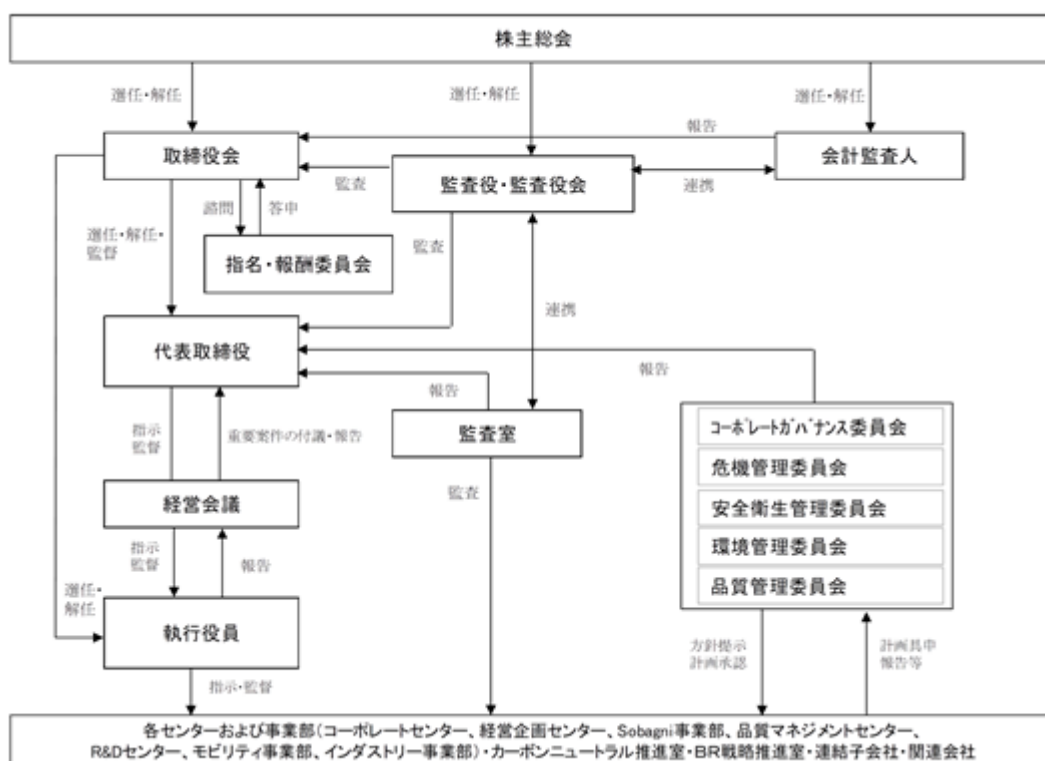 株主総会
選任・解任
選任・解任
選任・解任
報告
取締役会
会計監査人
監査
監査役・監査役会
連携
諮問
答申
選任・解任・
監督
監査
指名・報酬委員会
連携
代表取締役
報告
報告
指示
監督
重要案件の付議・報告
監査室
コーポレートガバナンス委員会
危機管理委員会
安全衛生管理委員会
環境管理委員会
品質管理委員会
経営会議
監査
指示
監督
報告
選任・
解任
執行役員
方針提示
計画承認
計画具申
報告等
指示・監督
各センターおよび事業部(コーポレートセンター、経営企画センター、Sobagni事業部、品質マネジメントセンター、
R&Dセンター、モビリティ事業部、インダストリー事業部)・カーボンニュートラル推進室・BR戦略推進室・連結子会社・関連会社